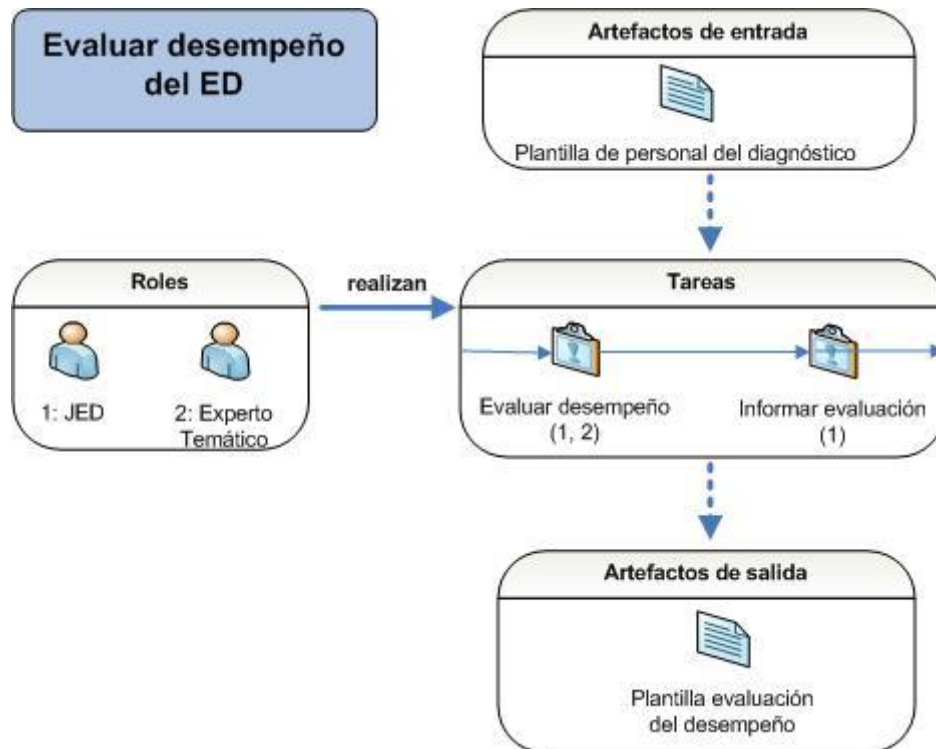 Evaluar desempeño
del ED
Artefactos de entrada
Plantilla de personal del diagnóstico
Roles
1: JED
2: Experto
Temático
realizan
Tareas
Evaluar desempeño
(1, 2)
Informar evaluación
(1)
Artefactos de salida
Plantilla evaluación
del desempeño